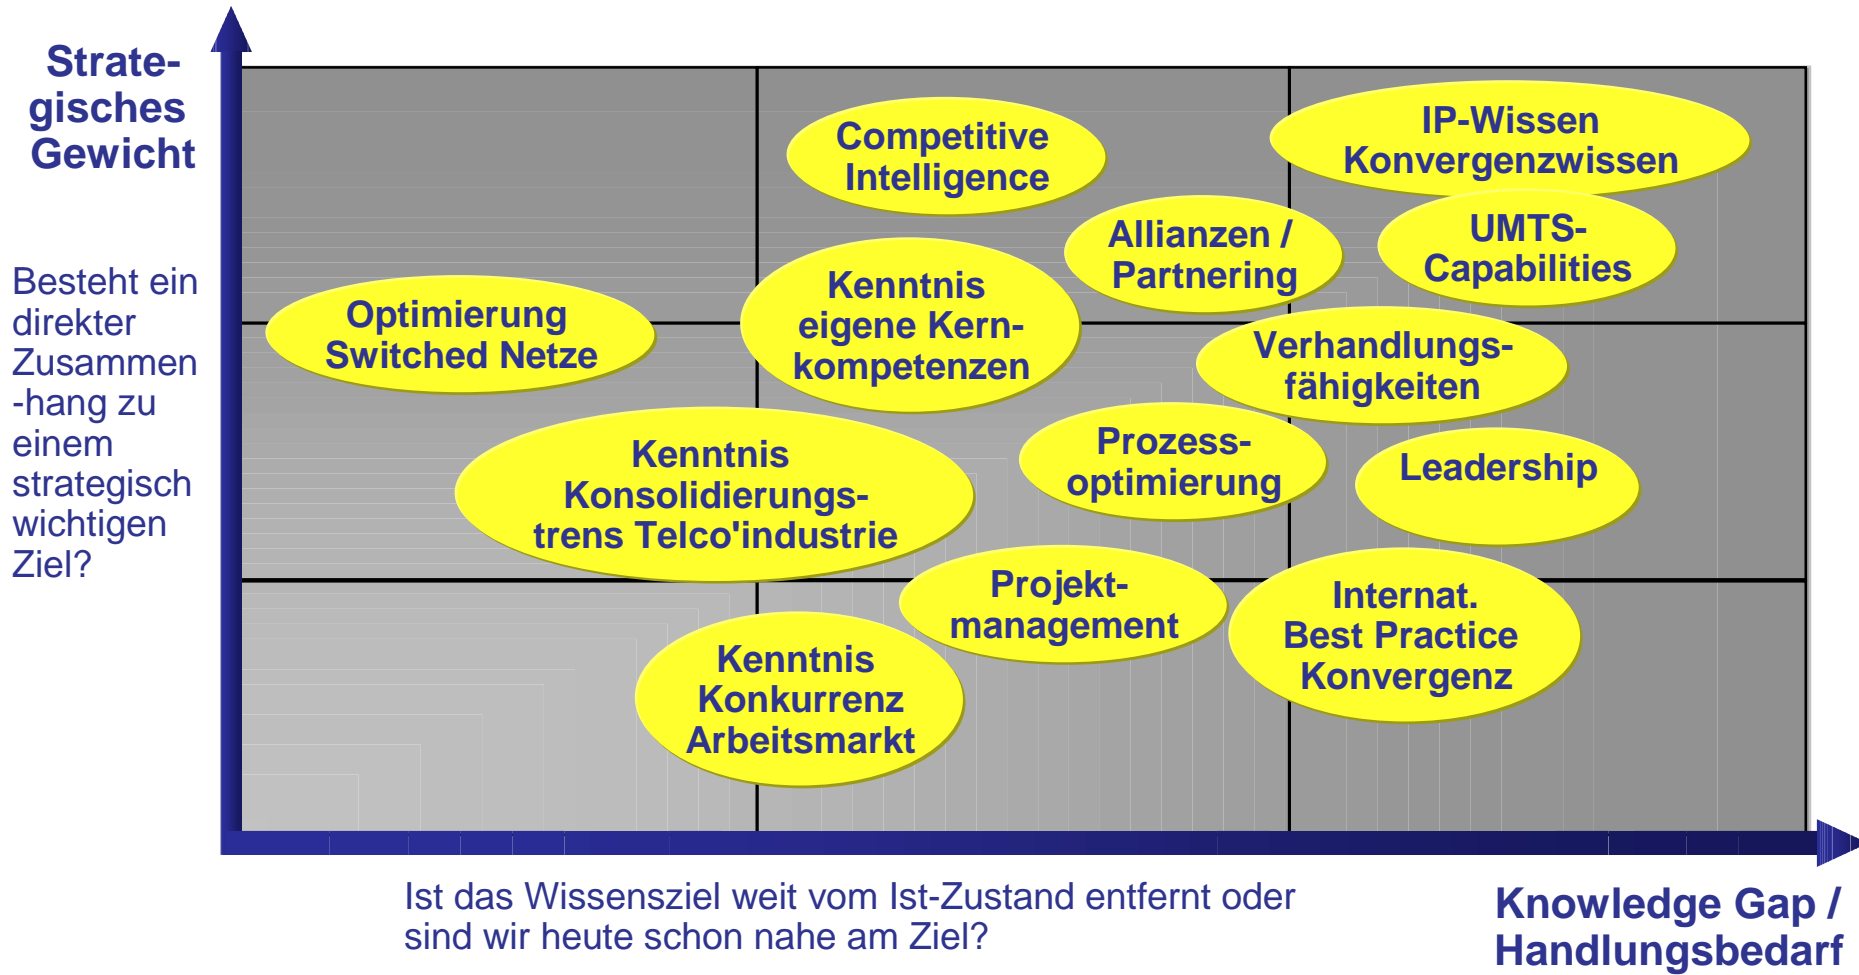 Strate-
gisches
Gewicht
Besteht ein
direkter
Zusammen
-hang zu
einem
strategisch
wichtigen
Ziel?
Competitive
Intelligence
IP-Wissen
Konvergenzwissen
Allianzen /
Partnering
UMTS-
Capabilities
Optimierung
Switched Netze
Kenntnis
eigene Kern-
kompetenzen
Verhandlungs-
fähigkeiten
Kenntnis
Konsolidierungs-
trens Telco'industrie
Prozess-
optimierung
Leadership
Projekt-
management
Internat.
Best Practice
Konvergenz
Kenntnis
Konkurrenz
Arbeitsmarkt
Ist das Wissensziel weit vom Ist-Zustand entfernt oder
sind wir heute schon nahe am Ziel?
Knowledge Gap /
Handlungsbedarf